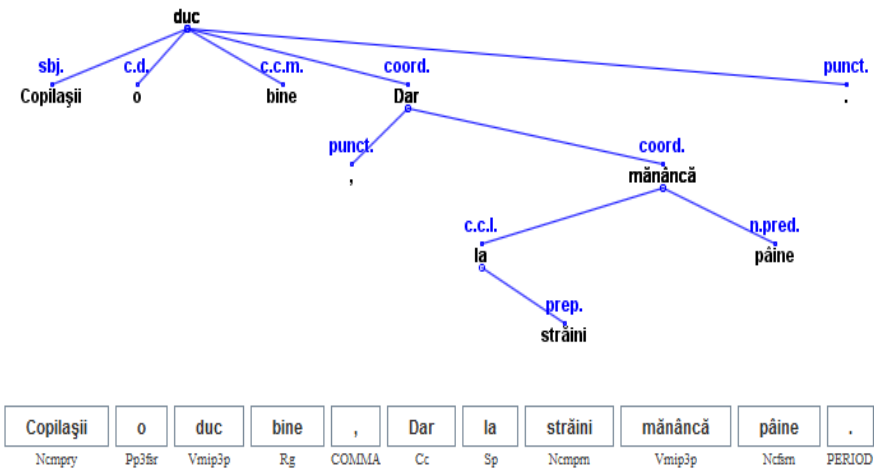 duc
sbj. c.d. c.c.m. coord. punct.
Copilaşii o bine Dar .
punct. coord.
, mănâncă
c.c.l. n.pred.
la pâine
prep.
străini
Copilaşii o duc bine , Dar la străini mănâncă pâine .
Ncmpry Pp3fsr Vmip3p Rg COMMA Cc Sp Ncmprn Vmip3p Ncfsrn PERIOD